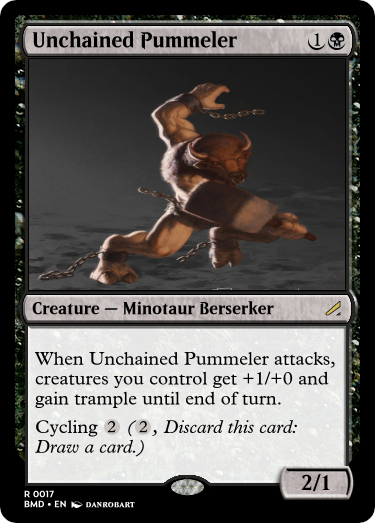 Unchained Pummeler 1
Creature — Minotaur Berserker
When Unchained Pummeler attacks,
creatures you control get +1/+0 and
gain trample until end of turn.
Cycling 2 (2, Discard this card:
Draw a card.)
2/1
R 0017
BMD • EN DANROBART